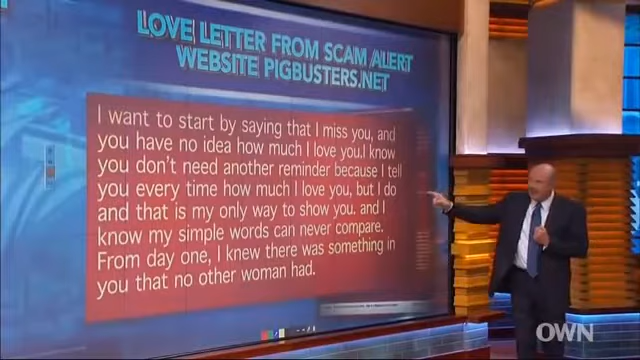 LOVE LETTER FROM SCAM ALERT
WEBSITE PIGBUSTERS.NET
I want to start by saying that I miss you, and
you have no idea how much I love you.I know
you don't need another reminder because I tell
you every time how much I love you, but I do
and that is my only way to show you. and I
know my simple words can never compare.
From day one, I knew there was something in
you that no other woman had.
OWN